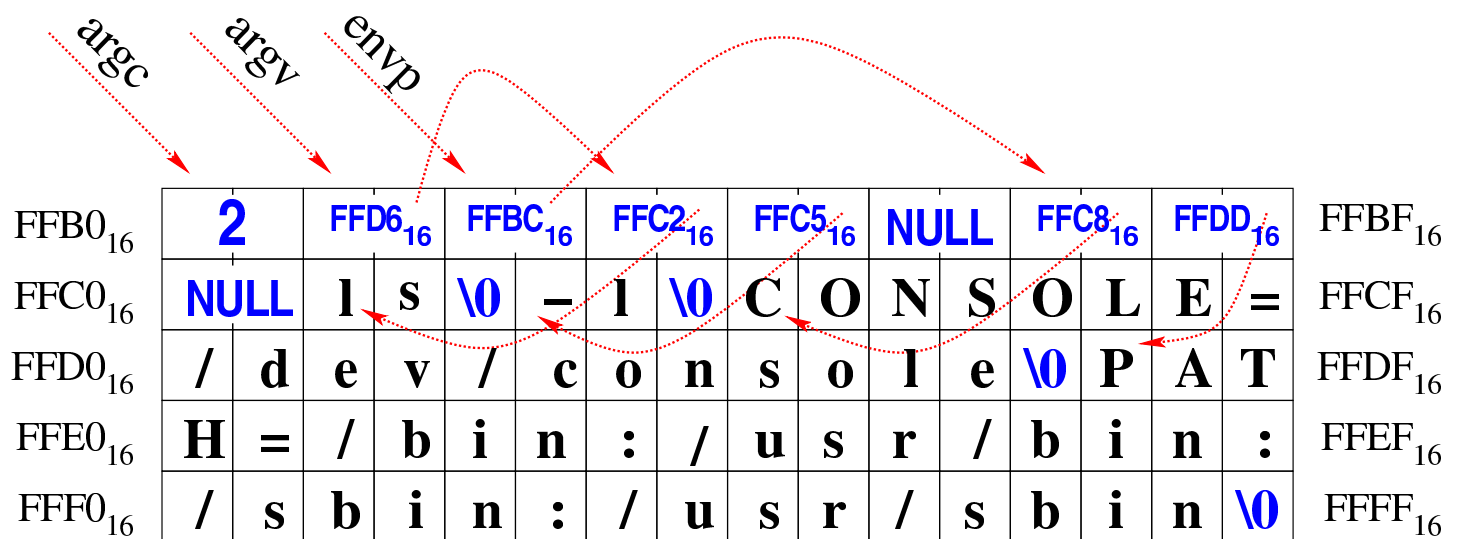 argc argv envp
FFB0₁₆ 2 FFD6₁₆ FFBC₁₆ FFC2₁₆ FFC5₁₆ NULL FFC8₁₆ FFDD₁₆ FFBF₁₆
FFC0₁₆ NULL l s \0 – l \0 C O N S O L E = FFCF₁₆
FFD0₁₆ / d e v / c o n s o l e \0 P A T FFDF₁₆
FFE0₁₆ H = / b i n : / u s r / b i n : FFEF₁₆
FFF0₁₆ / s b i n : / u s r / s b i n \0 FFFF₁₆